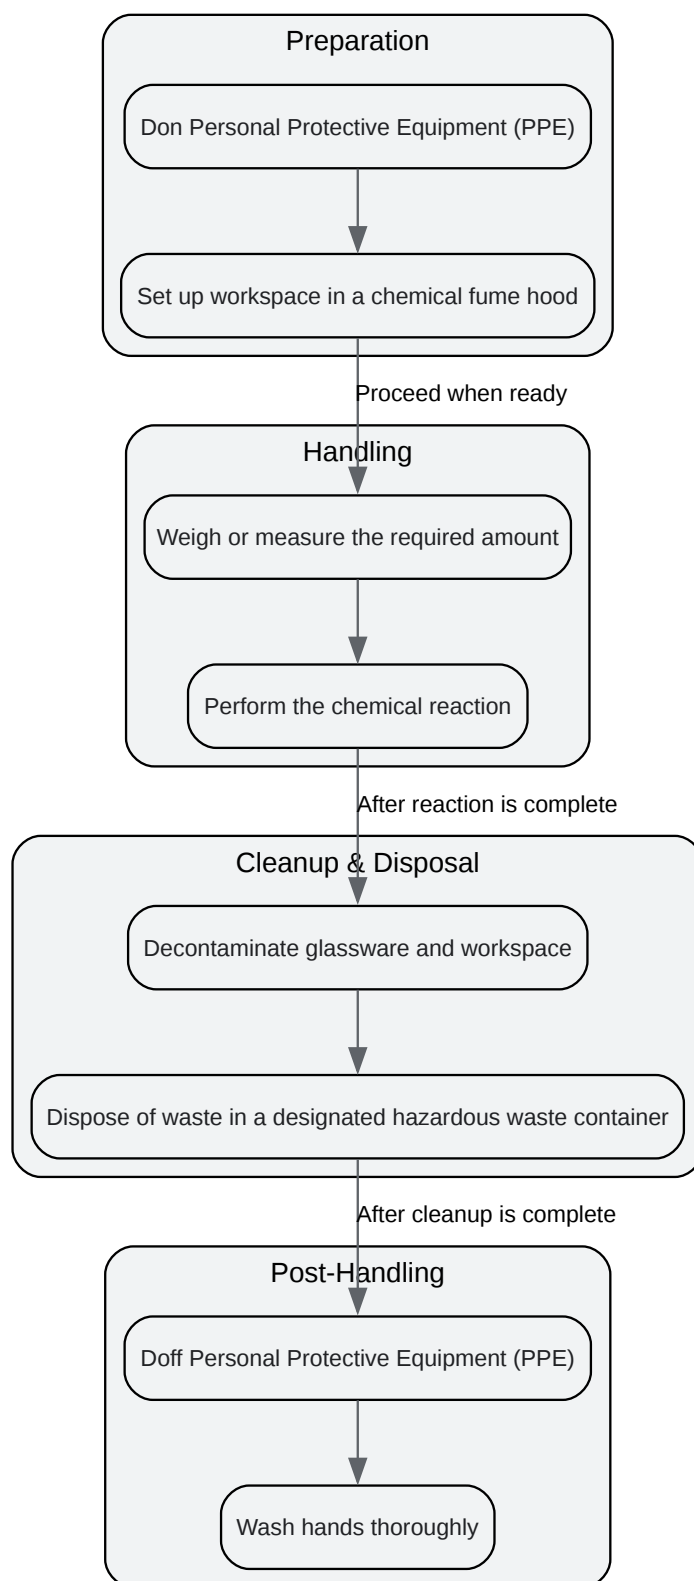 Preparation
Don Personal Protective Equipment (PPE)
Set up workspace in a chemical fume hood
Proceed when ready
Handling
Weigh or measure the required amount
Perform the chemical reaction
After reaction is complete
Cleanup & Disposal
Decontaminate glassware and workspace
Dispose of waste in a designated hazardous waste container
After cleanup is complete
Post-Handling
Doff Personal Protective Equipment (PPE)
Wash hands thoroughly